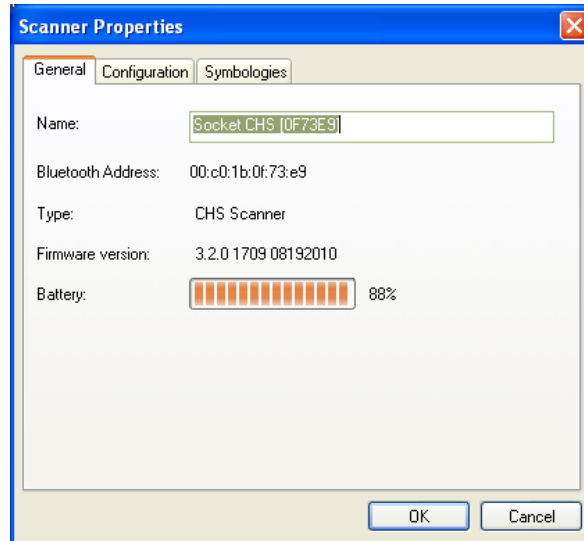 Scanner Properties
General Configuration Symbologies
Name: Socket CHS [0F73E9]
Bluetooth Address: 00:c0:1b:0f:73:e9
Type: CHS Scanner
Firmware version: 3.2.0 1709 08192010
Battery: 88%
OK Cancel